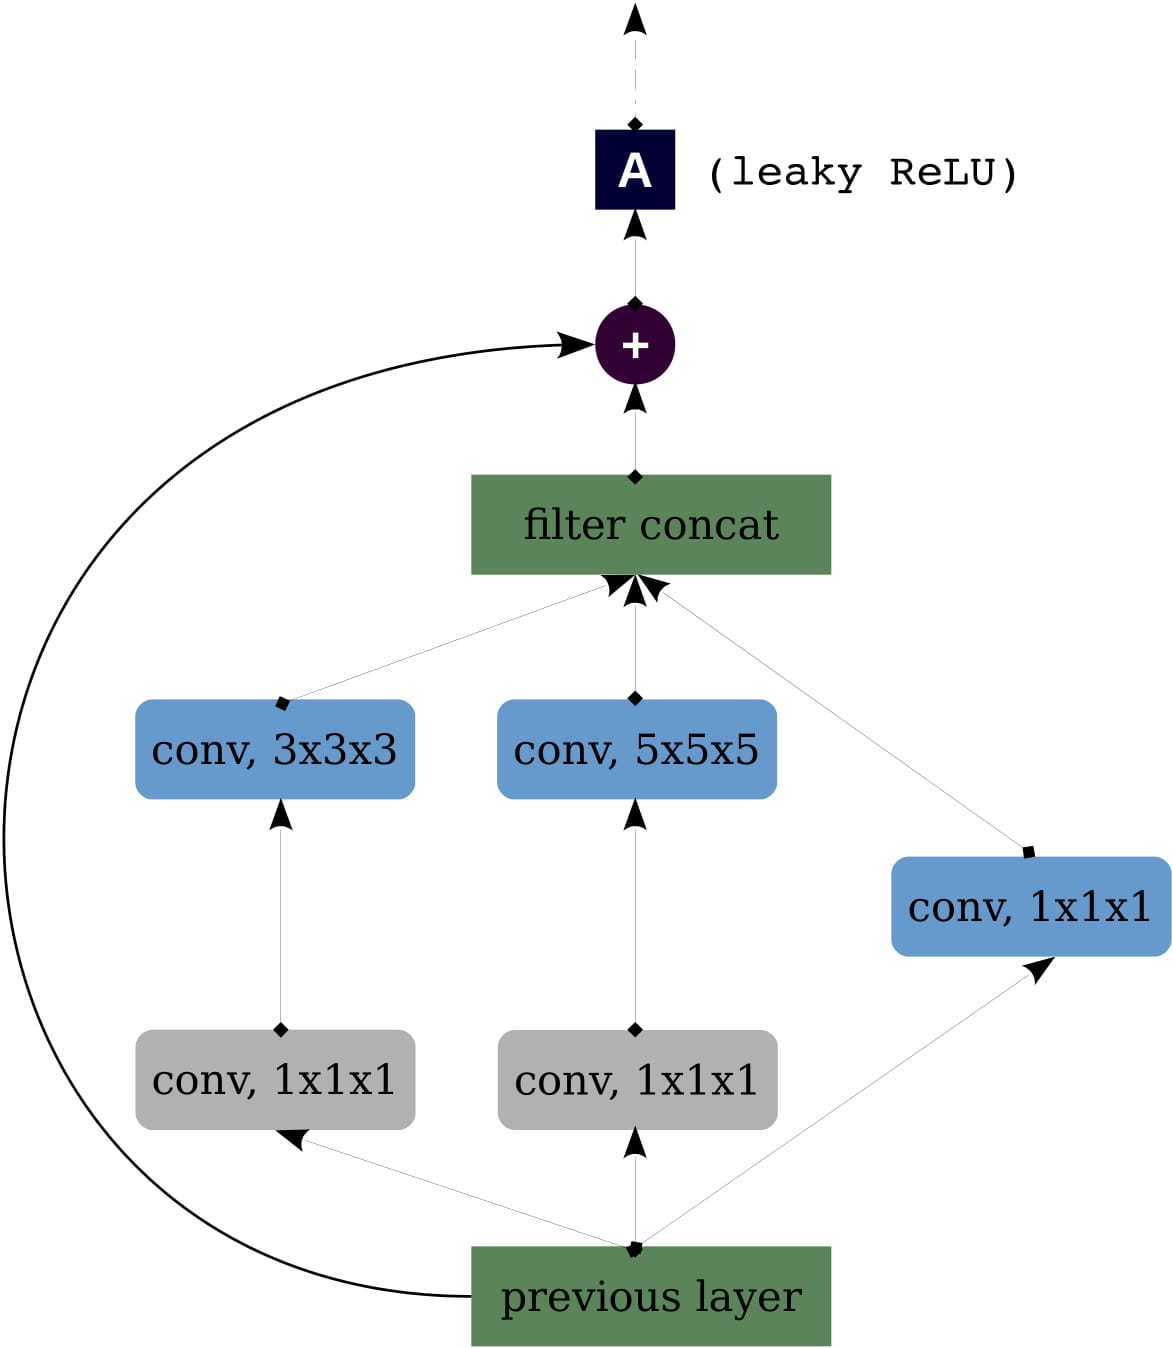 A (leaky ReLU)
+
filter concat
conv, 3x3x3
conv, 5x5x5
conv, 1x1x1
conv, 1x1x1
conv, 1x1x1
previous layer